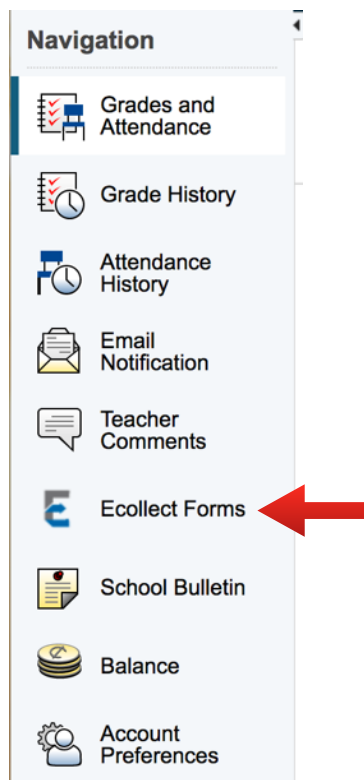 Navigation
Grades and
Attendance
Grade History
Attendance
History
Email
Notification
Teacher
Comments
Ecollect Forms
School Bulletin
Balance
Account
Preferences